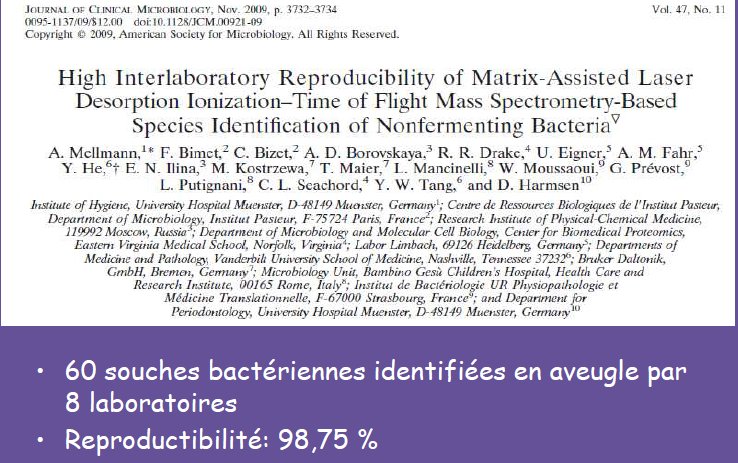 JOURNAL OF CLINICAL MICROBIOLOGY, Nov. 2009, p. 3732–3734 Vol. 47, No. 11
0095-1137/09/$12.00 doi:10.1128/JCM.00921-09
Copyright © 2009, American Society for Microbiology. All Rights Reserved.
High Interlaboratory Reproducibility of Matrix-Assisted Laser
Desorption Ionization–Time of Flight Mass Spectrometry-Based
Species Identification of Nonfermenting Bacteria▿
A. Mellmann,¹* F. Bimet,² C. Bizet,² A. D. Borovskaya,³ R. R. Drake,⁴ U. Eigner,⁵ A. M. Fahr,⁵
Y. He,⁶† E. N. Ilina,³ M. Kostrzewa,⁷ T. Maier,⁷ L. Mancinelli,⁸ W. Moussaoui,⁹ G. Prévost,⁹
L. Putignani,⁸ C. L. Seachord,⁴ Y. W. Tang,⁶ and D. Harmsen¹⁰
Institute of Hygiene, University Hospital Muenster, D-48149 Muenster, Germany¹; Centre de Ressources Biologiques de l'Institut Pasteur,
Department of Microbiology, Institut Pasteur, F-75724 Paris, France²; Research Institute of Physical-Chemical Medicine,
119992 Moscow, Russia³; Department of Microbiology and Molecular Cell Biology, Center for Biomedical Proteomics,
Eastern Virginia Medical School, Norfolk, Virginia⁴; Labor Limbach, 69126 Heidelberg, Germany⁵; Departments of
Medicine and Pathology, Vanderbilt University School of Medicine, Nashville, Tennessee 37232⁶; Bruker Daltonik,
GmbH, Bremen, Germany⁷; Microbiology Unit, Bambino Gesù Children's Hospital, Health Care and
Research Institute, 00165 Rome, Italy⁸; Institut de Bactériologie UR Physiopathologie et
Médicine Translationnelle, F-67000 Strasbourg, France⁹; and Department for
Periodontology, University Hospital Muenster, D-48149 Muenster, Germany¹⁰
• 60 souches bactériennes identifiées en aveugle par
8 laboratoires
• Reproductibilité: 98,75 %